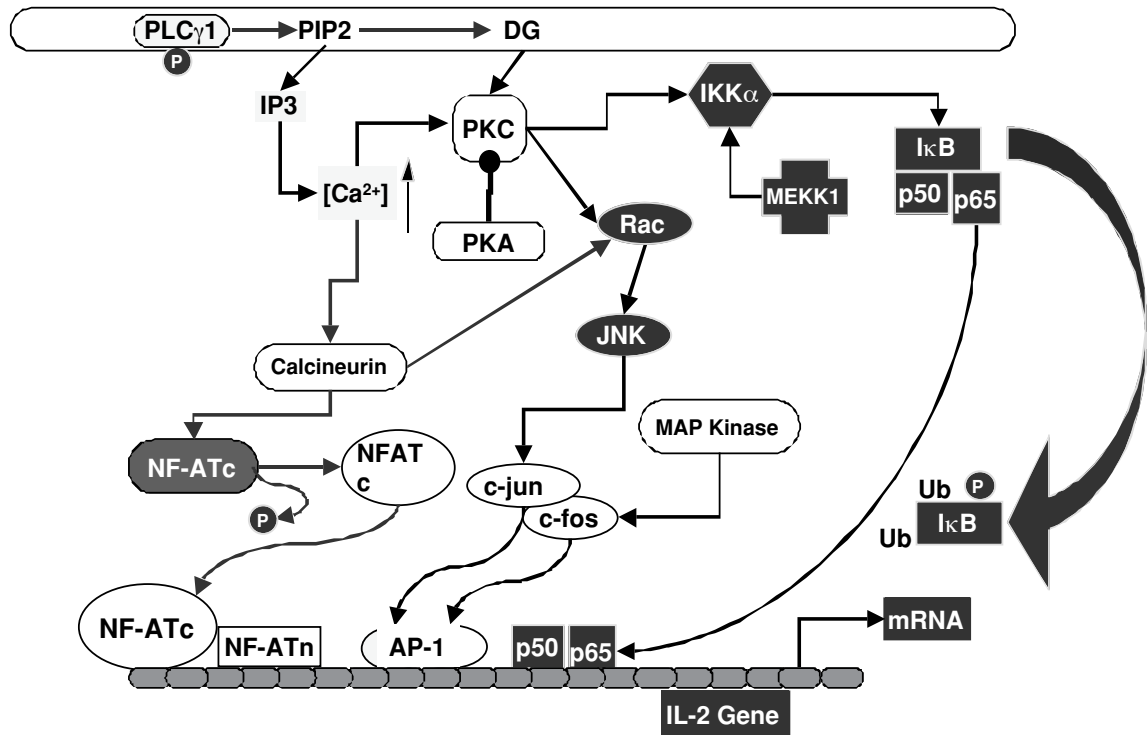 PLCγ1
PIP2
DG
P
IP3
PKC
IKKα
[Ca²⁺]
IκB
p50
p65
MEKK1
PKA
Rac
JNK
Calcineurin
MAP Kinase
NF-ATc
NFAT
c
P
c-jun
c-fos
Ub
P
Ub
IκB
NF-ATc
NF-ATn
AP-1
p50
p65
mRNA
IL-2 Gene